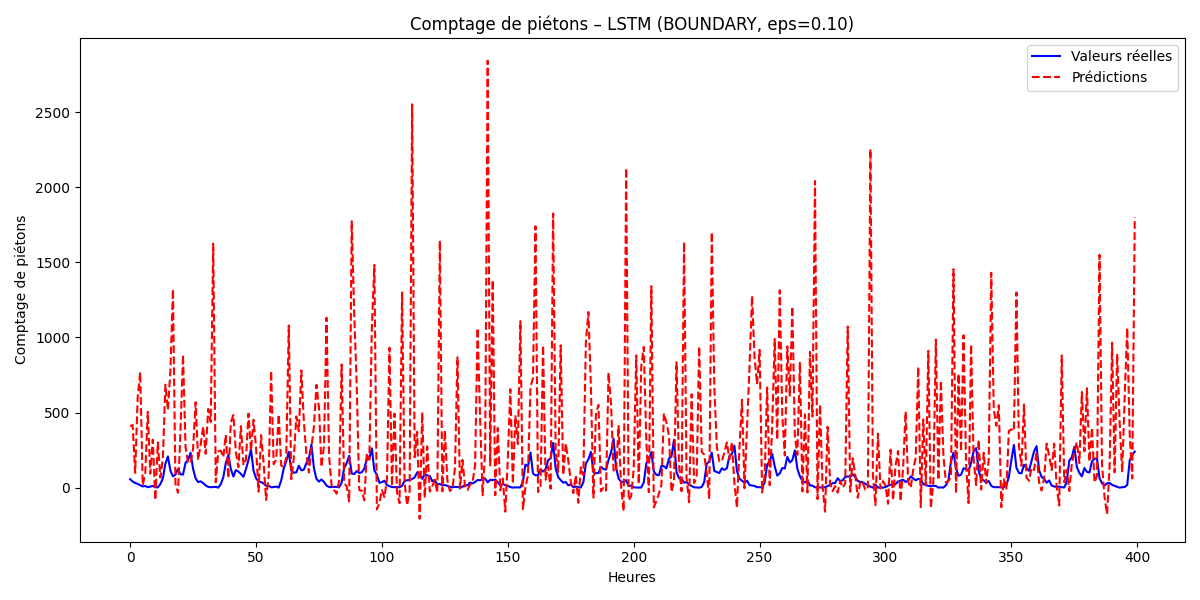 Comptage de piétons – LSTM (BOUNDARY, eps=0.10)
Valeurs réelles
Prédictions
Comptage de piétons
2500
2000
1500
1000
500
0
0 50 100 150 200 250 300 350 400
Heures